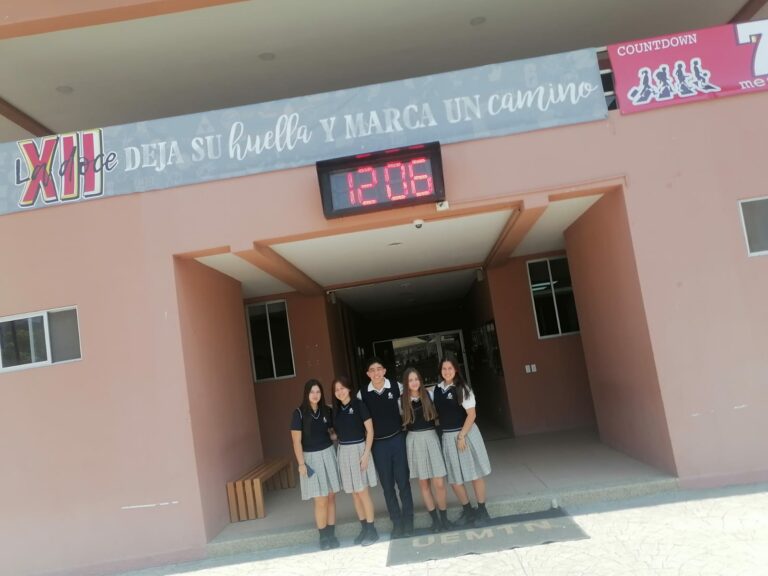 XII
La doce
DEJA SU huella Y MARCA UN camino
COUNTDOWN
7
me
12:06
UEMTN